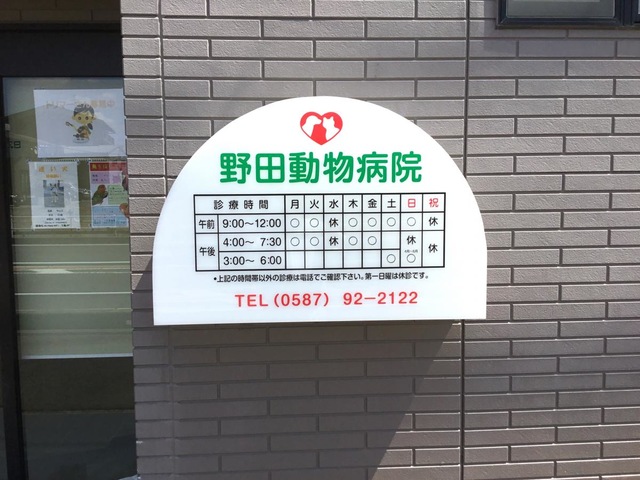 野田動物病院
診療時間 月 火 水 木 金 土 日 祝
午前 9:00〜12:00 ○ ○ 休 ○ ○ ○ ○ 休
午後 4:00〜 7:30 ○ ○ 休 ○ ○ 休 休
3:00〜 6:00 ○ ○
•上記の時間帯以外の診療は電話でご確認下さい。第一日曜は休診です。
TEL(0587) 92-2122